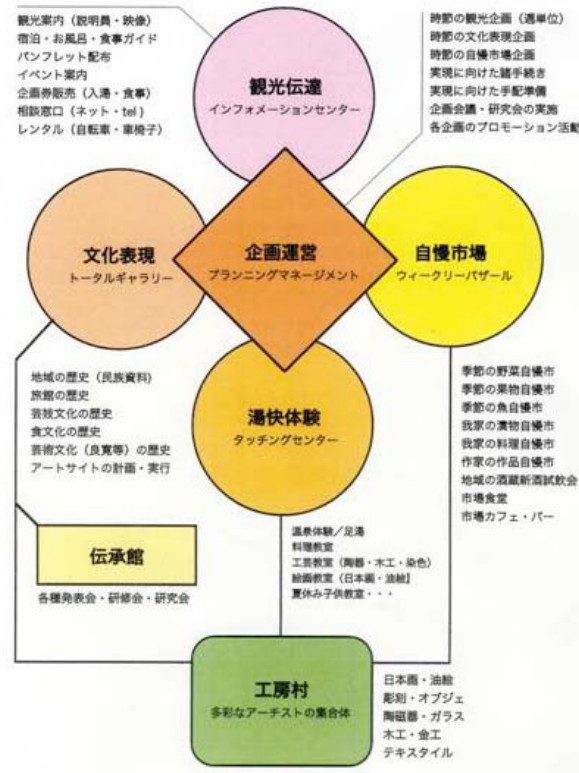 観光案内（説明員・映像）
宿泊・お風呂・食事ガイド
パンフレット配布
イベント案内
企画券販売（入湯・食事）
相談窓口（ネット・tel）
レンタル（自転車・車椅子）
観光伝達
インフォメーションセンター
時節の観光企画（週単位）
時節の文化表現企画
時節の自慢市場企画
実現に向けた諸手続き
実現に向けた手配準備
企画会議・研究会の実施
各企画のプロモーション活動
文化表現
トータルギャラリー
企画運営
プランニングマネージメント
自慢市場
ウィークリーバザール
地域の歴史（民族資料）
旅館の歴史
芸妓文化の歴史
食文化の歴史
芸術文化（良寛等）の歴史
アートサイトの計画・実行
湯快体験
タッチングセンター
季節の野菜自慢市
季節の果物自慢市
季節の魚自慢市
我家の漬物自慢市
我家の料理自慢市
作家の作品自慢市
地域の酒蔵新酒試飲会
市場食堂
市場カフェ・バー
伝承館
各種発表会・研修会・研究会
温泉体験／足湯
料理教室
工芸教室（陶器・木工・染色）
絵画教室（日本画・油絵】
夏休み子供教室・・・
工房村
多彩なアーチストの集合体
日本画・油絵
彫刻・オブジェ
陶磁器・ガラス
木工・金工
テキスタイル